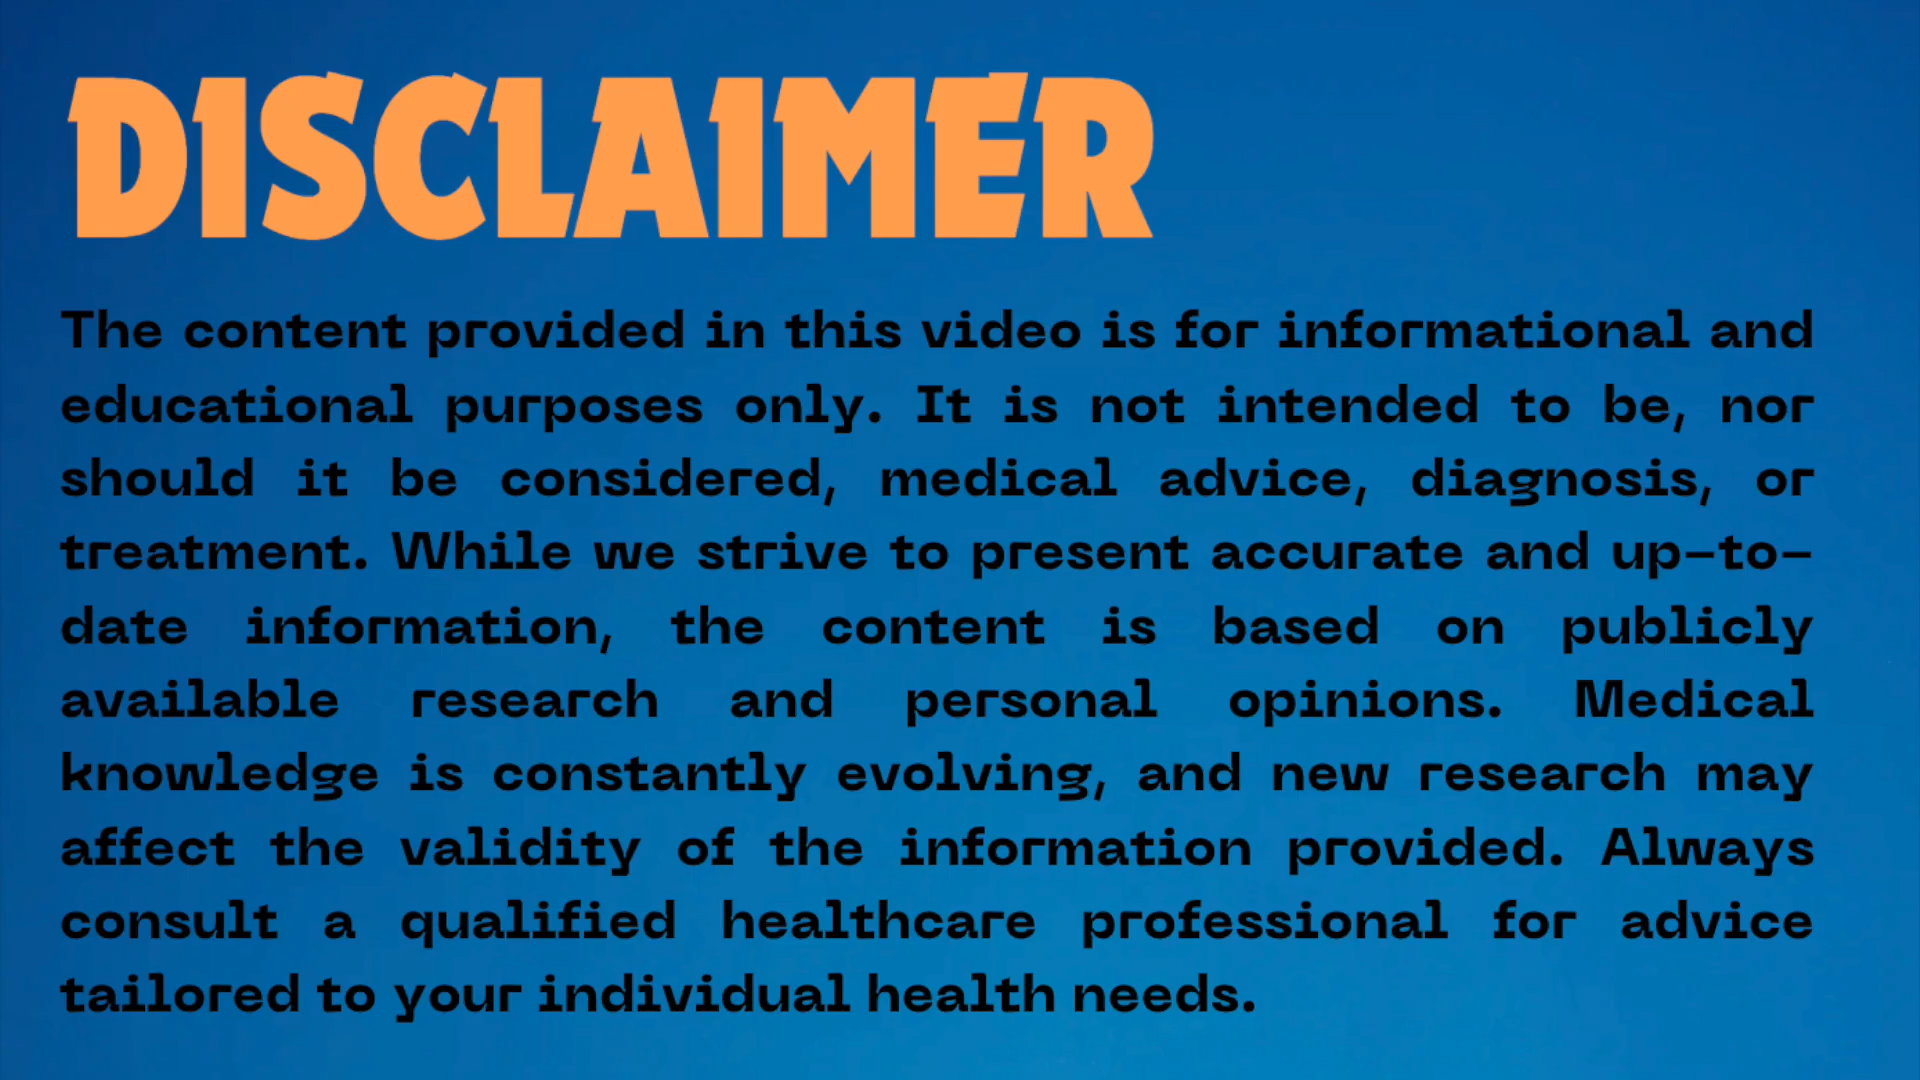 DISCLAIMER
The content provided in this video is for informational and
educational purposes only. It is not intended to be, nor
should it be considered, medical advice, diagnosis, or
treatment. While we strive to present accurate and up-to-
date information, the content is based on publicly
available research and personal opinions. Medical
knowledge is constantly evolving, and new research may
affect the validity of the information provided. Always
consult a qualified healthcare professional for advice
tailored to your individual health needs.